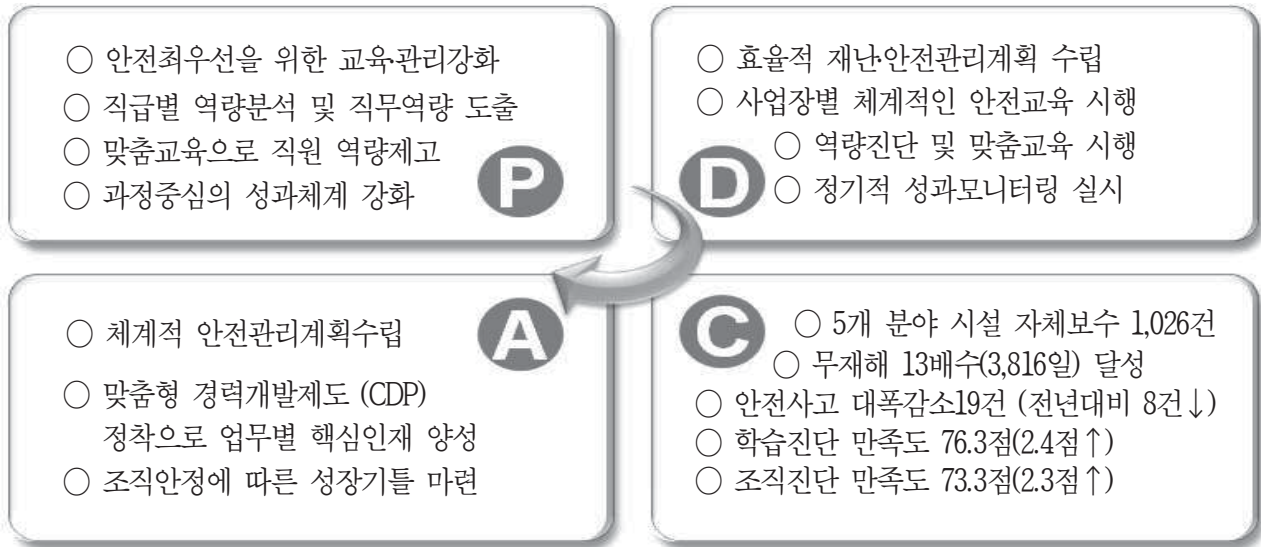 ○ 안전최우선을 위한 교육·관리강화
○ 직급별 역량분석 및 직무역량 도출
○ 맞춤교육으로 직원 역량제고
○ 과정중심의 성과체계 강화
P
○ 효율적 재난·안전관리계획 수립
○ 사업장별 체계적인 안전교육 시행
○ 역량진단 및 맞춤교육 시행
○ 정기적 성과모니터링 실시
D
○ 체계적 안전관리계획수립
○ 맞춤형 경력개발제도 (CDP)
정착으로 업무별 핵심인재 양성
○ 조직안정에 따른 성장기틀 마련
A
○ 5개 분야 시설 자체보수 1,026건
○ 무재해 13배수(3,816일) 달성
○ 안전사고 대폭감소19건 (전년대비 8건↓)
○ 학습진단 만족도 76.3점(2.4점↑)
○ 조직진단 만족도 73.3점(2.3점↑)
C